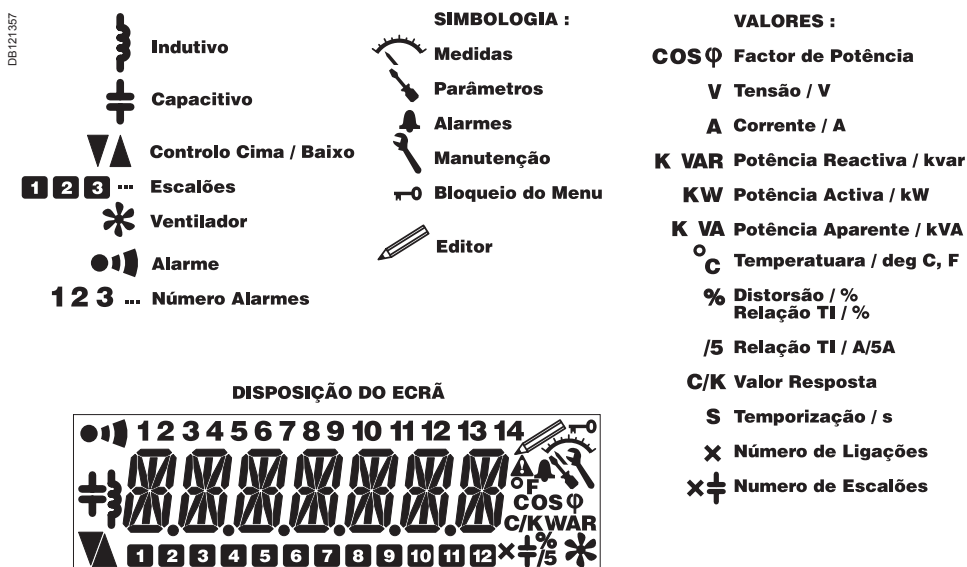 DB121357
Indutivo
Capacitivo
Controlo Cima / Baixo
1 2 3 ... Escalões
Ventilador
Alarme
1 2 3 ... Número Alarmes
SIMBOLOGIA :
Medidas
Parâmetros
Alarmes
Manutenção
Bloqueio do Menu
Editor
VALORES :
COS φ Factor de Potência
V Tensão / V
A Corrente / A
K VAR Potência Reactiva / kvar
KW Potência Activa / kW
K VA Potência Aparente / kVA
°C Temperatuara / deg C, F
% Distorsão / %
Relação TI / %
/5 Relação TI / A/5A
C/K Valor Resposta
S Temporização / s
× Número de Ligações
× Numero de Escalões
DISPOSIÇÃO DO ECRÃ
1 2 3 4 5 6 7 8 9 10 11 12 13 14
°F
COS φ
C/KWAR
1 2 3 4 5 6 7 8 9 10 11 12 × %
/5